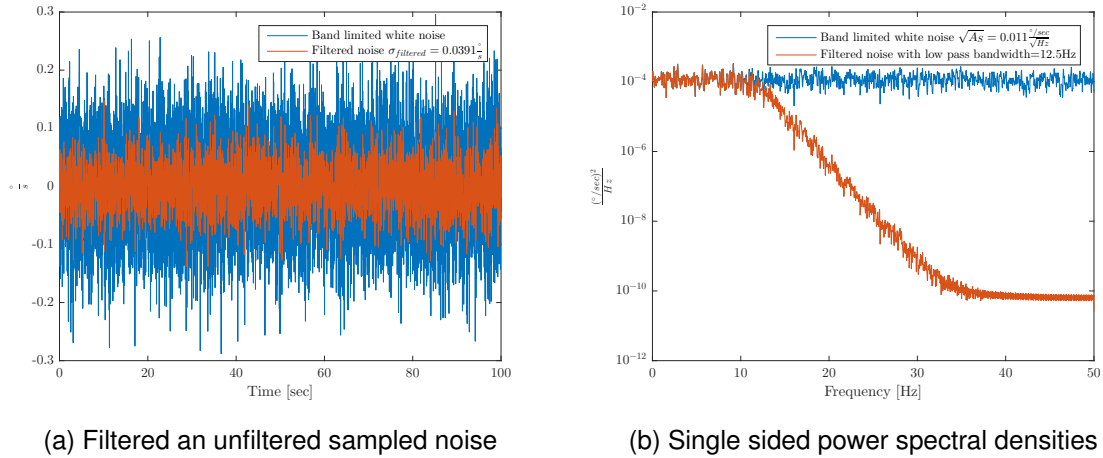 Band limited white noise
Filtered noise σ_filtered = 0.0391 °/s
0.3
0.2
0.1
0
-0.1
-0.2
-0.3
°/s
0 20 40 60 80 100
Time [sec]
(a) Filtered an unfiltered sampled noise
Band limited white noise √A_S = 0.011 °/sec/√Hz
Filtered noise with low pass bandwidth=12.5Hz
10^-2
10^-4
10^-6
10^-8
10^-10
10^-12
(°/sec)²/Hz
0 10 20 30 40 50
Frequency [Hz]
(b) Single sided power spectral densities